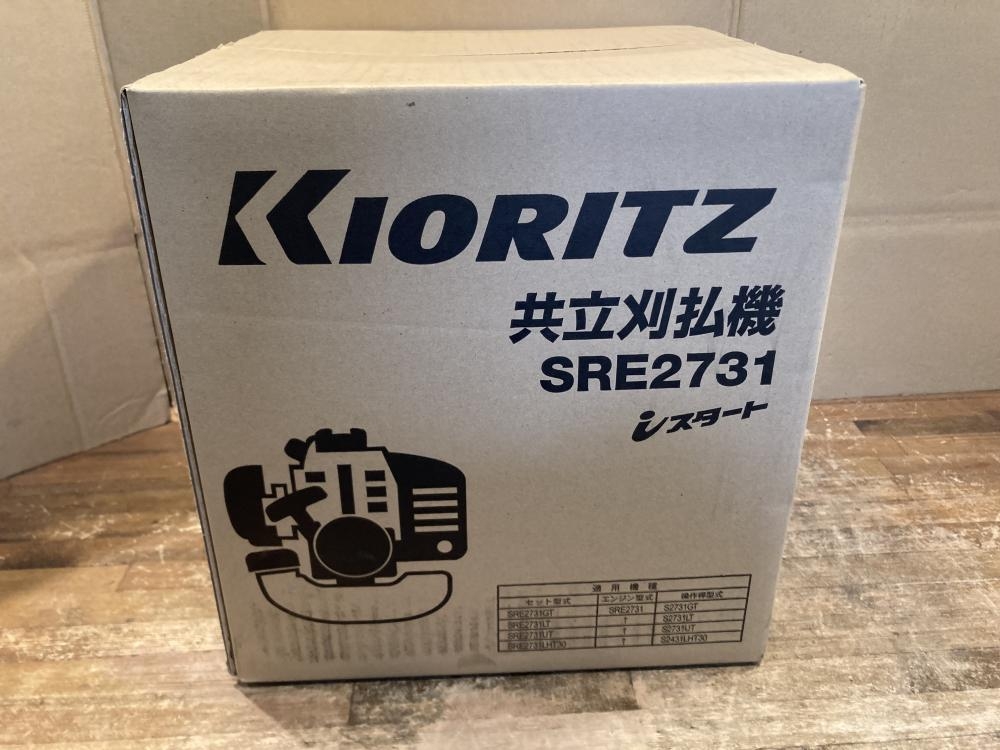 KIORITZ
共立刈払機
SRE2731
iスタート
適用機種
セット型式 エンジン型式 操作桿型式
SRE2731GT SRE2731 S2731GT
SRE2731LT ↑ S2731LT
SRE2731UT ↑ S2731UT
SRE2731LHT30 ↑ S2431LHT30